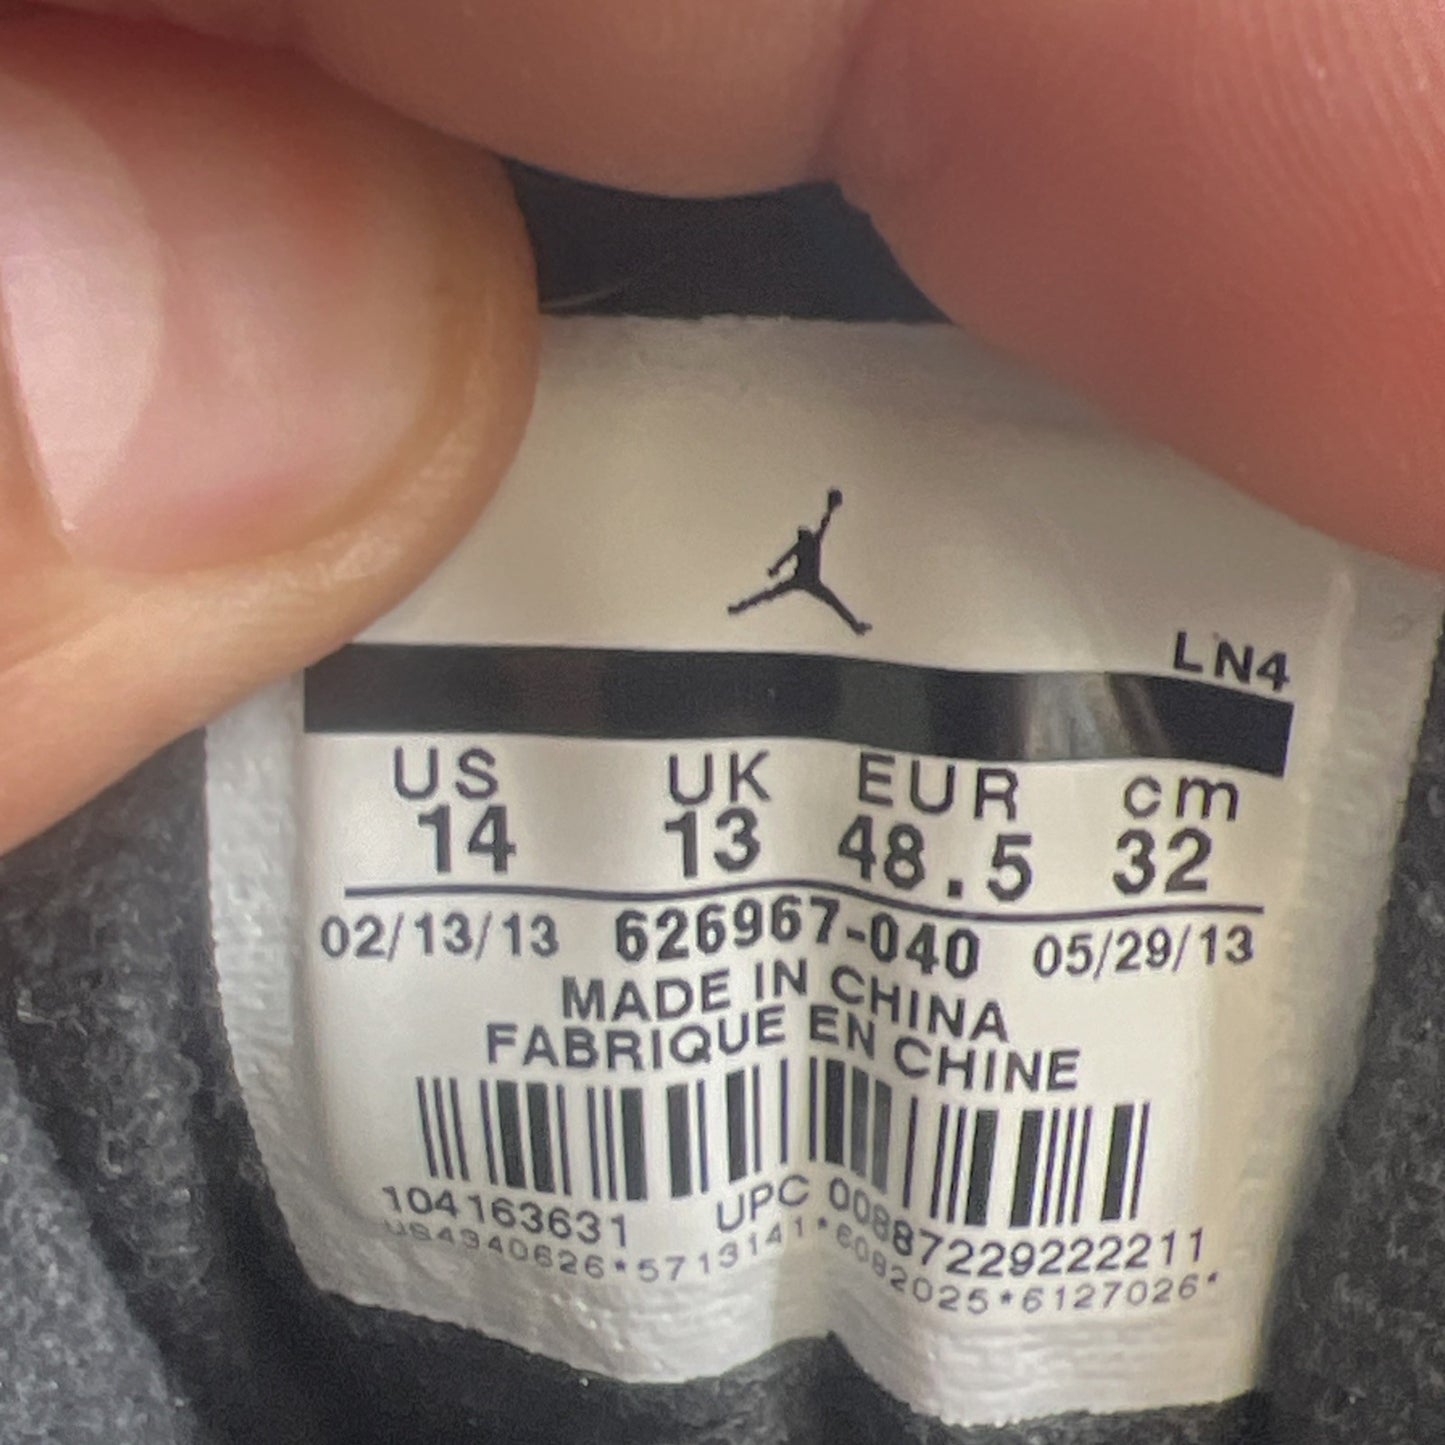 LN4
US UK EUR cm
14 13 48.5 32
02/13/13 626967-040 05/29/13
MADE IN CHINA
FABRIQUE EN CHINE
104163631 UPC 00887229222211
US4340626*5713141*6082025*6127026*